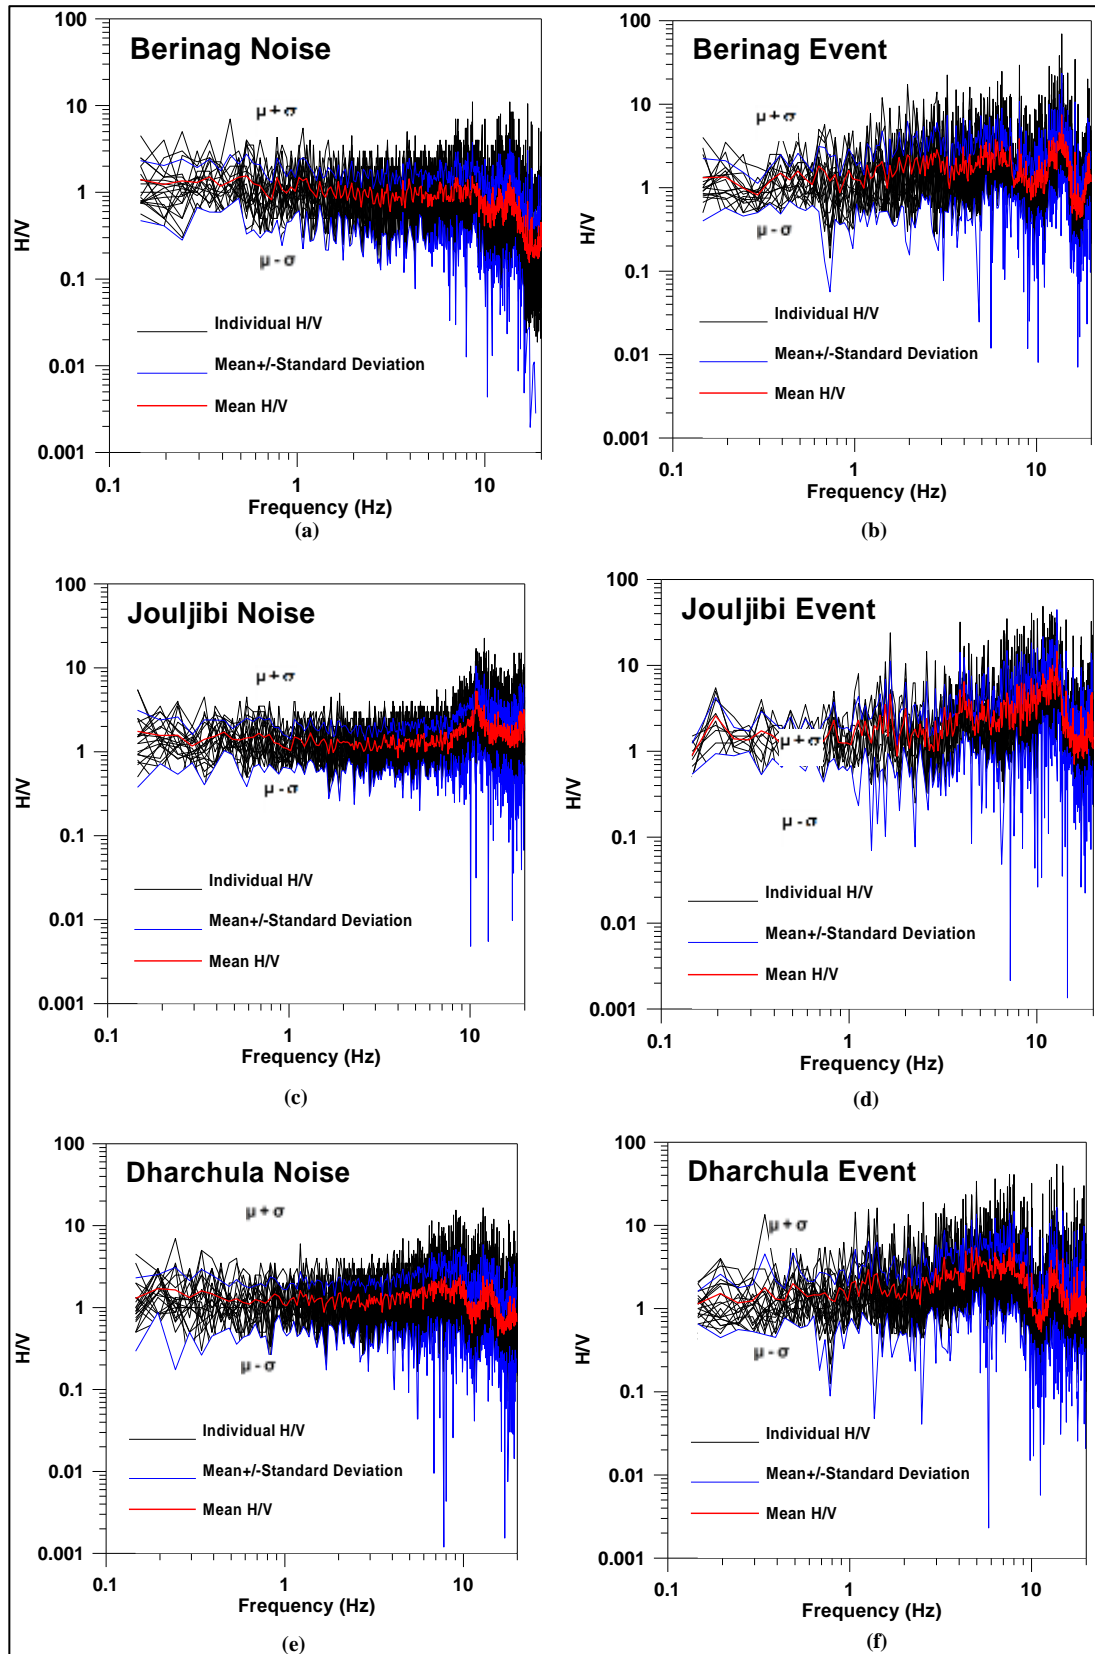 Berinag Noise
100
10
1
0.1
0.01
0.001
H/V
μ + σ
μ - σ
Individual H/V
Mean+/-Standard Deviation
Mean H/V
0.1
1
10
Frequency (Hz)
(a)
Berinag Event
100
10
1
0.1
0.01
0.001
H/V
μ + σ
μ - σ
Individual H/V
Mean+/-Standard Deviation
Mean H/V
0.1
1
10
Frequency (Hz)
(b)
Jouljibi Noise
100
10
1
0.1
0.01
0.001
H/V
μ + σ
μ - σ
Individual H/V
Mean+/-Standard Deviation
Mean H/V
0.1
1
10
Frequency (Hz)
(c)
Jouljibi Event
100
10
1
0.1
0.01
0.001
H/V
μ + σ
μ - σ
Individual H/V
Mean+/-Standard Deviation
Mean H/V
0.1
1
10
Frequency (Hz)
(d)
Dharchula Noise
100
10
1
0.1
0.01
0.001
H/V
μ + σ
μ - σ
Individual H/V
Mean+/-Standard Deviation
Mean H/V
0.1
1
10
Frequency (Hz)
(e)
Dharchula Event
100
10
1
0.1
0.01
0.001
H/V
μ + σ
μ - σ
Individual H/V
Mean+/-Standard Deviation
Mean H/V
0.1
1
10
Frequency (Hz)
(f)